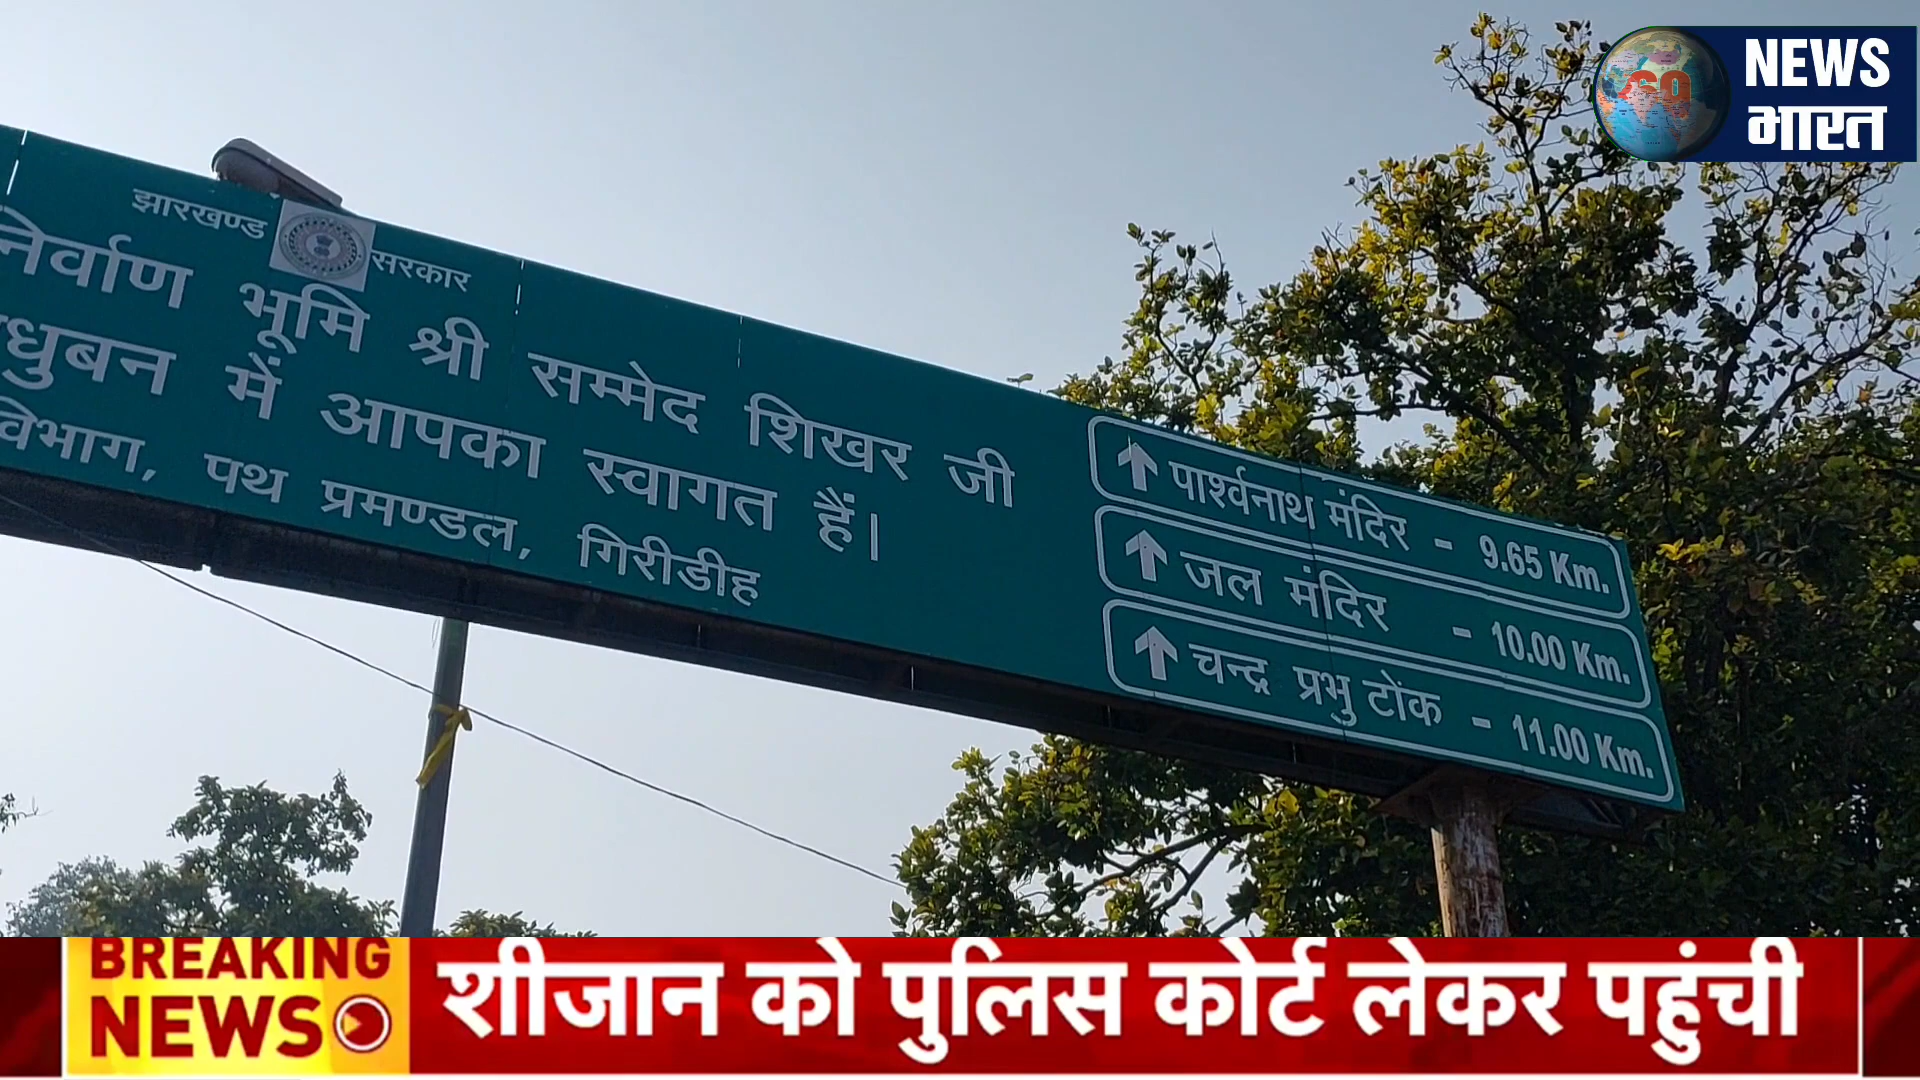 60
NEWS
भारत
झारखण्ड सरकार
निर्वाण भूमि श्री सम्मेद शिखर जी
में आपका स्वागत हैं।
विभाग, पथ प्रमण्डल, गिरीडीह
पार्श्वनाथ मंदिर - 9.65 Km.
जल मंदिर - 10.00 Km.
चन्द्र प्रभु टोंक - 11.00 Km.
BREAKING
NEWS
शीजान को पुलिस कोर्ट लेकर पहुंची